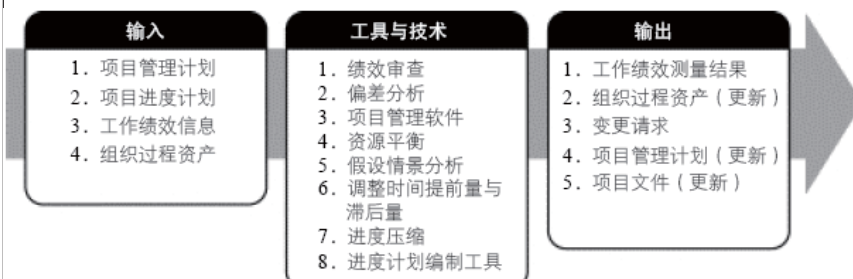 输入
1. 项目管理计划
2. 项目进度计划
3. 工作绩效信息
4. 组织过程资产
工具与技术
1. 绩效审查
2. 偏差分析
3. 项目管理软件
4. 资源平衡
5. 假设情景分析
6. 调整时间提前量与
滞后量
7. 进度压缩
8. 进度计划编制工具
输出
1. 工作绩效测量结果
2. 组织过程资产（更新）
3. 变更请求
4. 项目管理计划（更新）
5. 项目文件（更新）